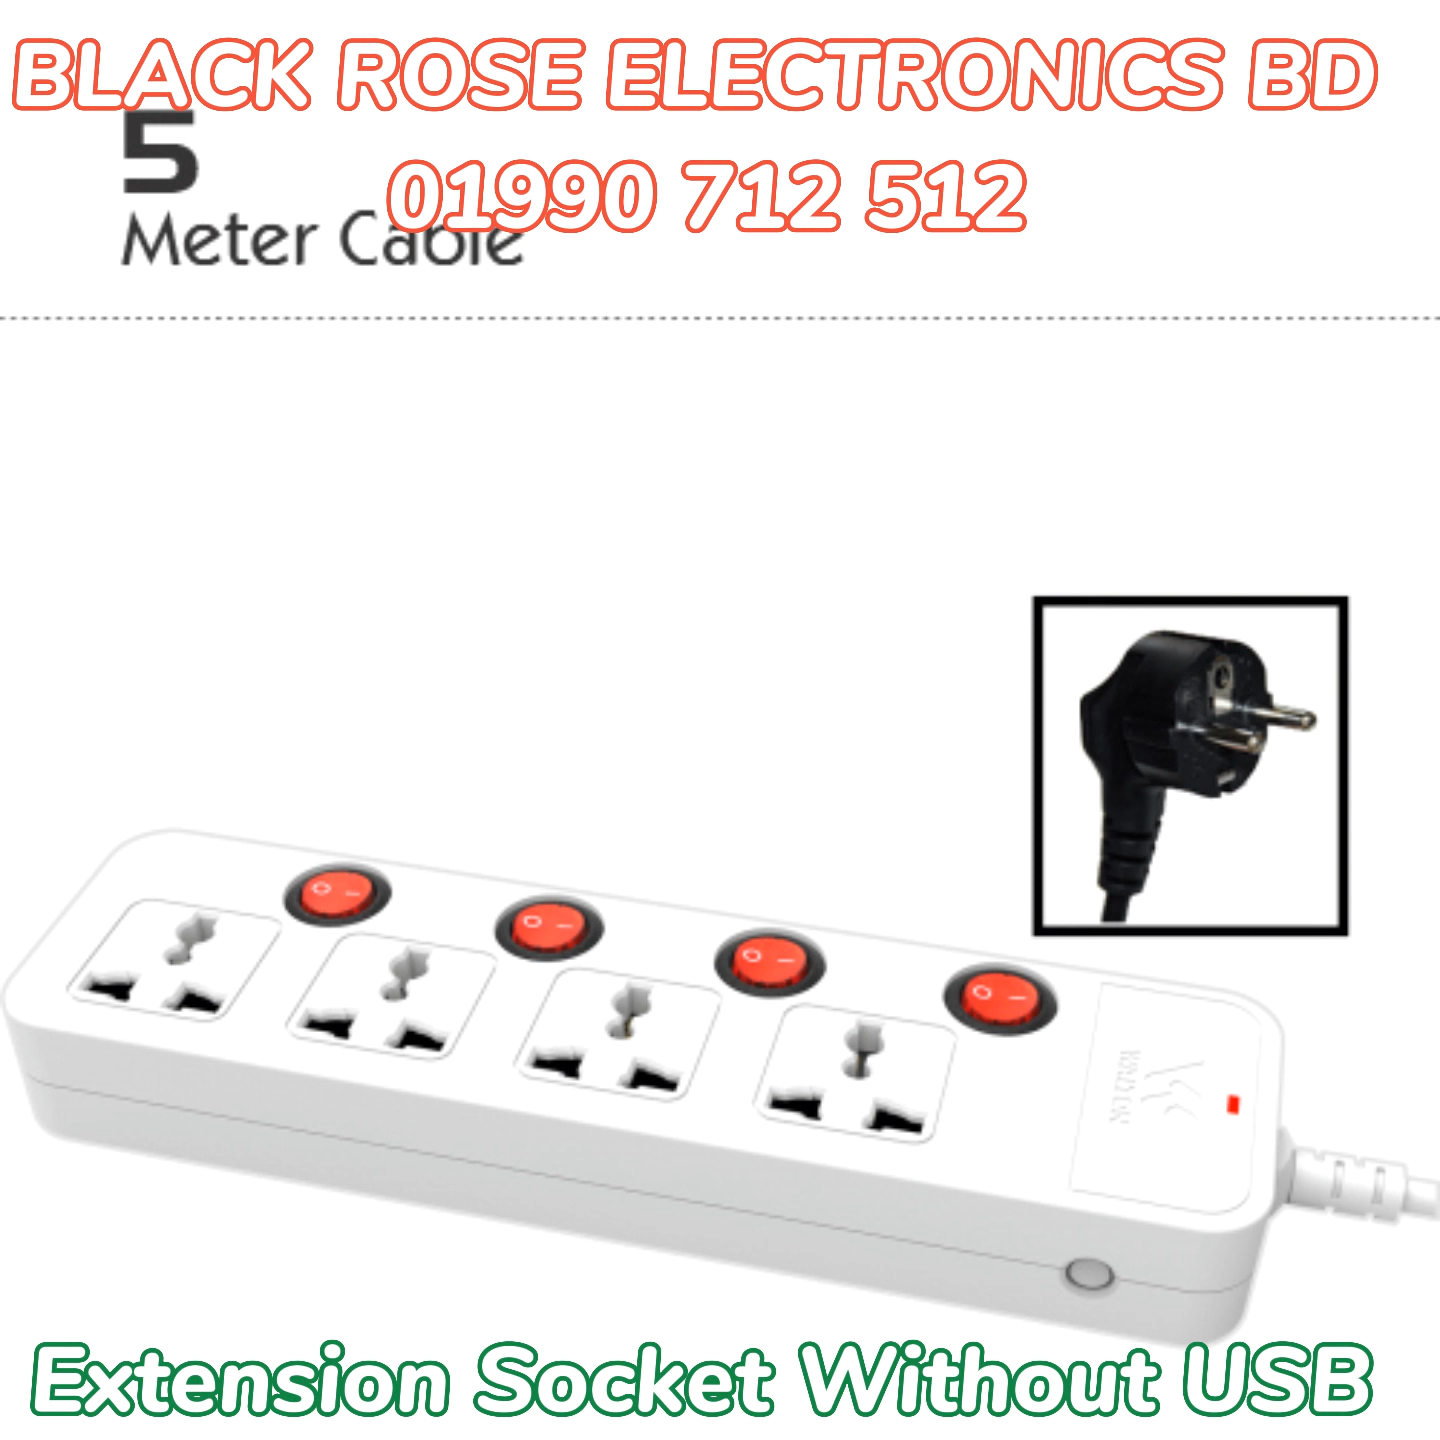 BLACK ROSE ELECTRONICS BD
5
01990 712 512
Meter Cable
Extension Socket Without USB